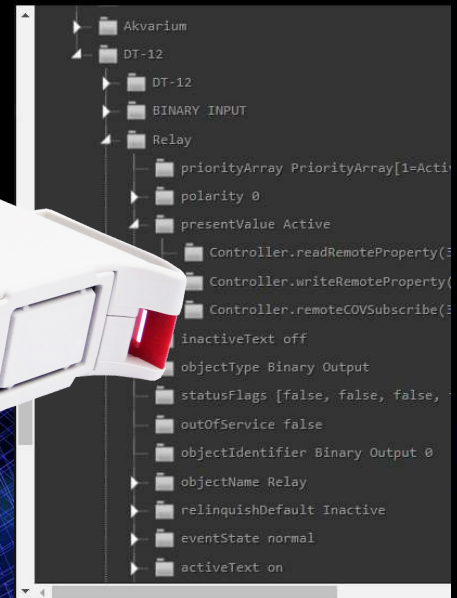 Akvarium
DT-12
DT-12
BINARY INPUT
Relay
priorityArray PriorityArray[1=Acti
polarity 0
presentValue Active
Controller.readRemoteProperty(3
Controller.writeRemoteProperty(
Controller.remoteCOVSubscribe(3
inactiveText off
objectType Binary Output
statusFlags [false, false, false,
outOfService false
objectIdentifier Binary Output 0
objectName Relay
relinquishDefault Inactive
eventState normal
activeText on